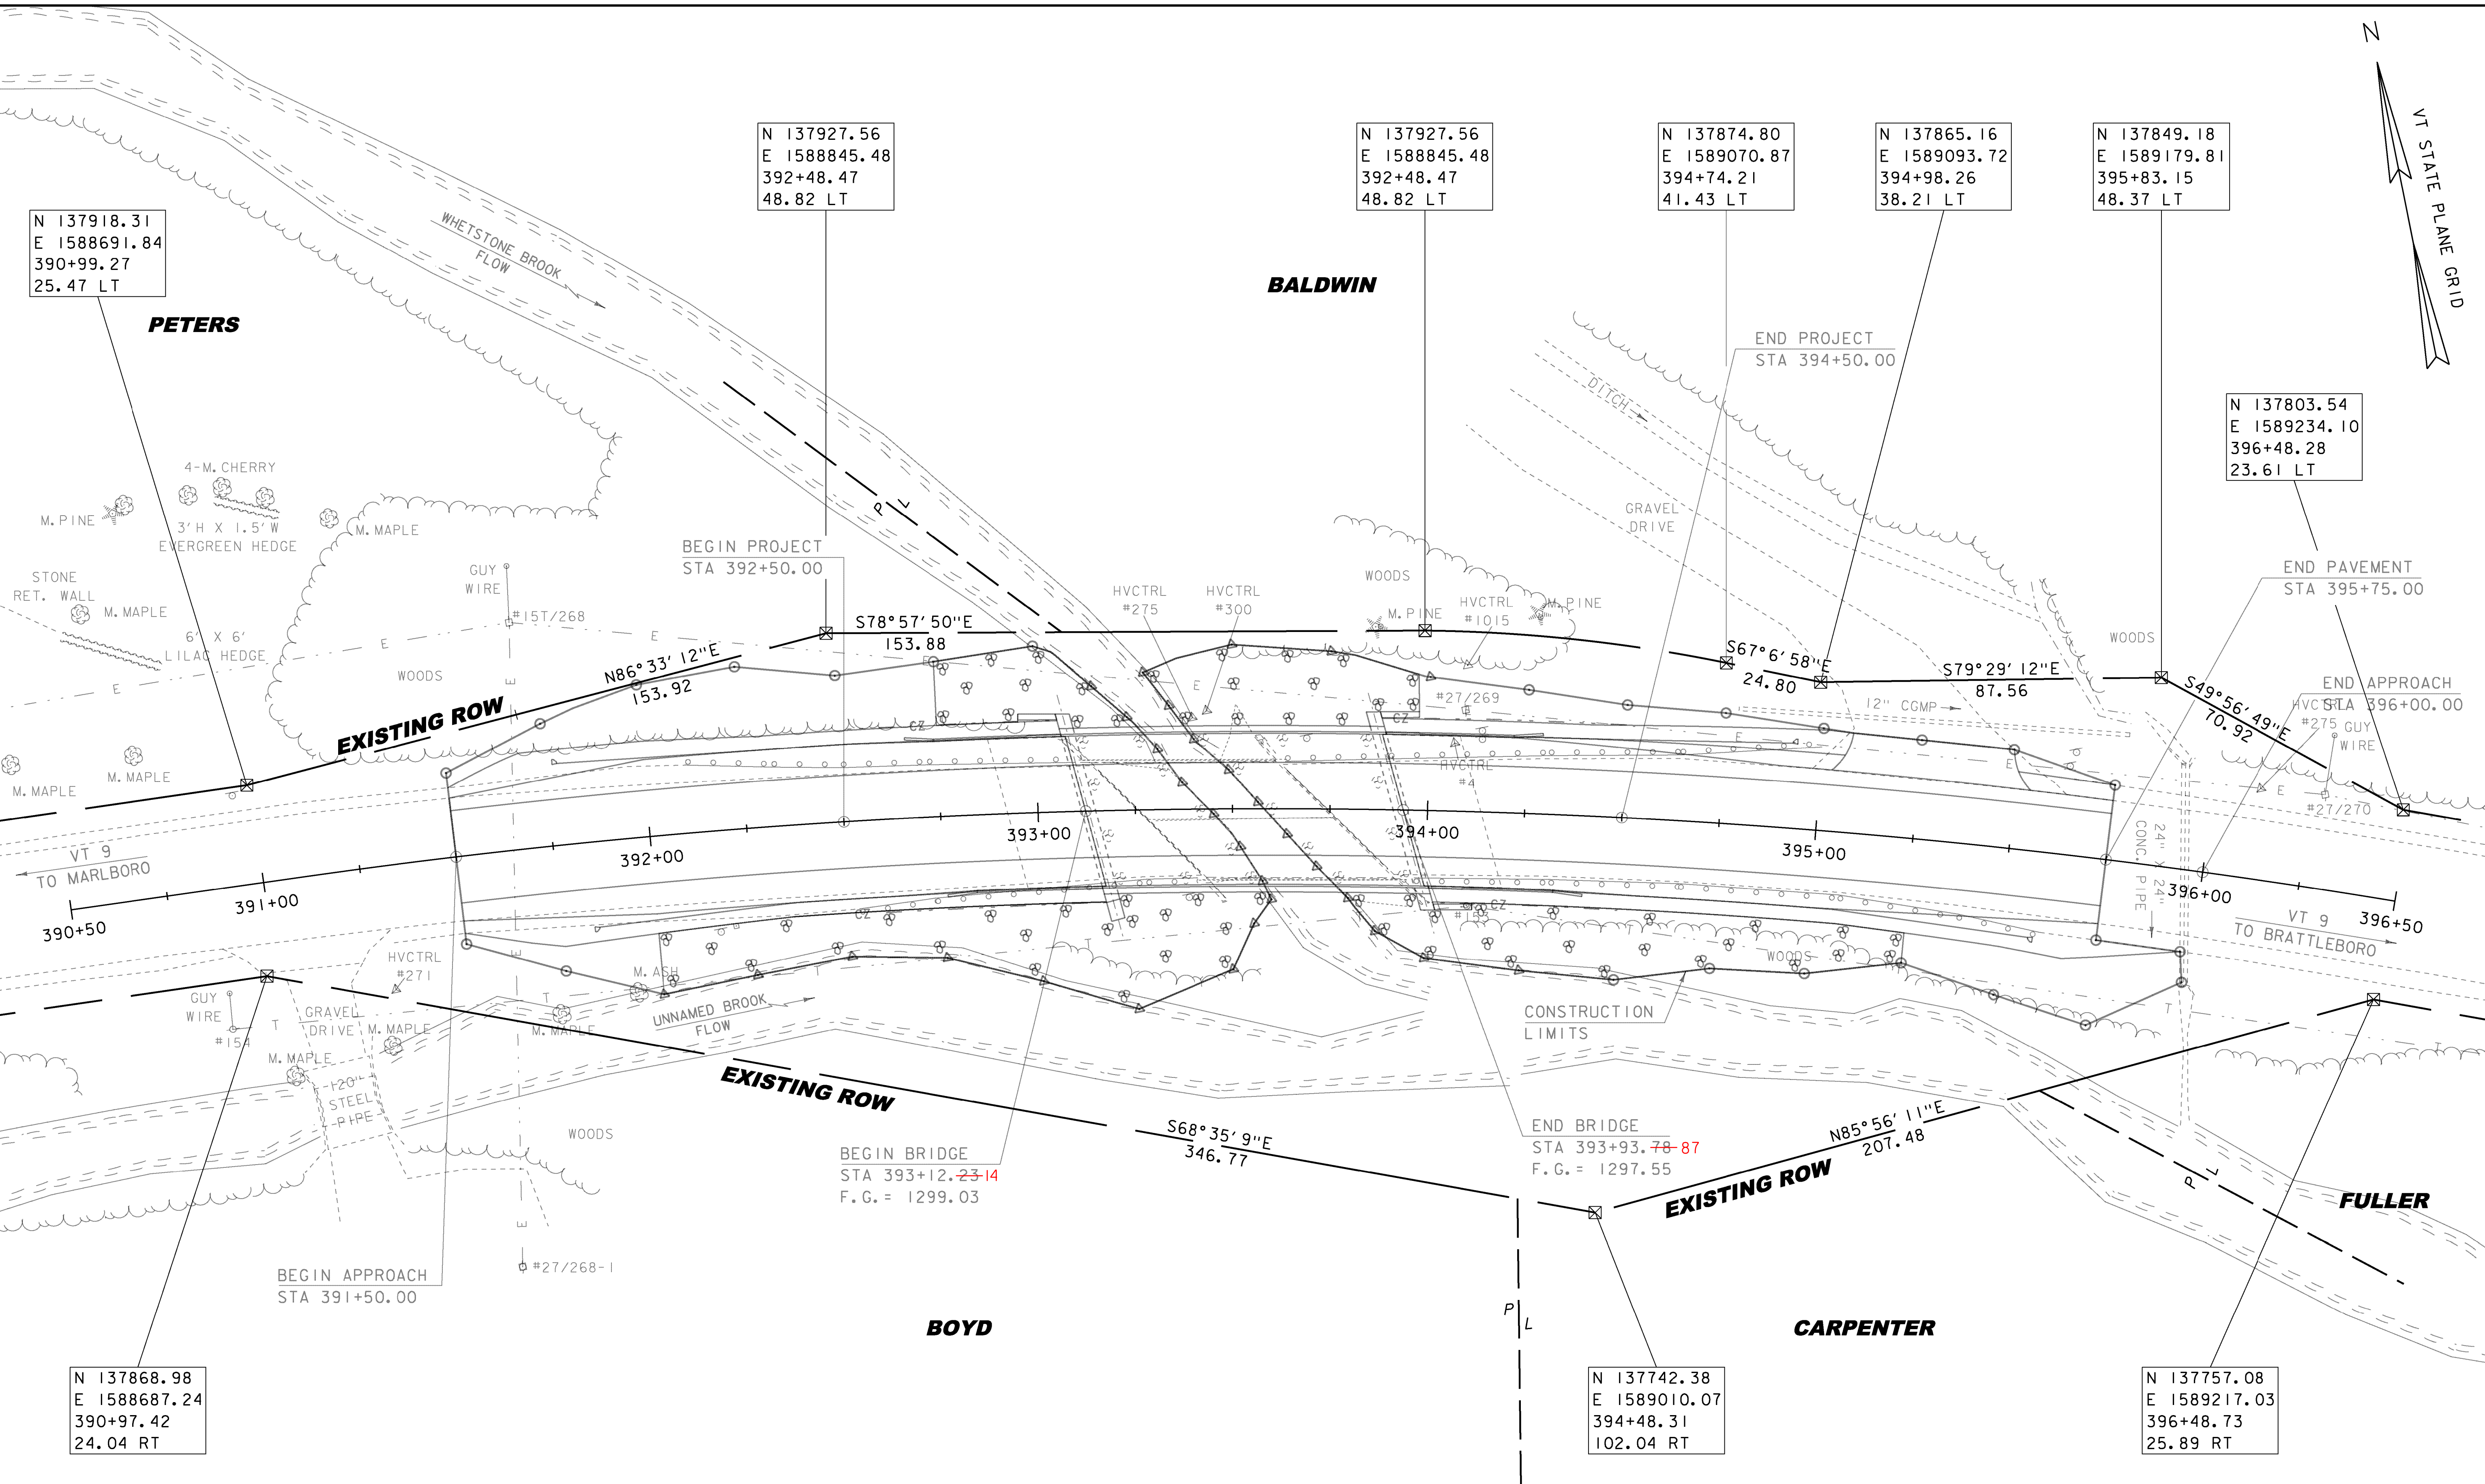 N
VT STATE PLANE GRID
N 137927.56
E 1588845.48
392+48.47
48.82 LT
N 137927.56
E 1588845.48
392+48.47
48.82 LT
N 137874.80
E 1589070.87
394+74.21
41.43 LT
N 137865.16
E 1589093.72
394+98.26
38.21 LT
N 137849.18
E 1589179.81
395+83.15
48.37 LT
N 137918.31
E 1588691.84
390+99.27
25.47 LT
PETERS
WHETSTONE BROOK
FLOW
BALDWIN
END PROJECT
STA 394+50.00
DITCH
N 137803.54
E 1589234.10
396+48.28
23.61 LT
4-M.CHERRY
M.PINE
3'H X 1.5'W
EVERGREEN HEDGE
M.MAPLE
P L
GRAVEL
DRIVE
BEGIN PROJECT
STA 392+50.00
STONE
RET. WALL
M.MAPLE
GUY
WIRE
#15T/268
6' X 6'
LILAC HEDGE
HVCTRL
#275
HVCTRL
#300
WOODS
M.PINE
HVCTRL
#1015
M.PINE
END PAVEMENT
STA 395+75.00
WOODS
E
E
E
E
E
E
WOODS
N86°33'12"E
153.92
S78°57'50"E
153.88
S67°6'58"E
24.80
S79°29'12"E
87.56
S49°56'49"E
70.92
END APPROACH
STA 396+00.00
HVCTRL
#275
GUY
WIRE
EXISTING ROW
CZ
CZ
#27/269
12" CGMP
E
E
E
M.MAPLE
M.MAPLE
HVCTRL
#4
#27/270
VT 9
TO MARLBORO
390+50
391+00
392+00
393+00
394+00
395+00
396+00
396+50
24" X 24"
CONC.PIPE
VT 9
TO BRATTLEBORO
CZ
CZ
#153
T
T
T
HVCTRL
#271
E
M.ASH
T
T
WOODS
GUY
WIRE
T
#154
GRAVEL
DRIVE
M.MAPLE
M.MAPLE
M.MAPLE
UNNAMED BROOK
FLOW
CONSTRUCTION
LIMITS
T
T
120"
STEEL
PIPE
EXISTING ROW
WOODS
S68°35'9"E
346.77
N85°56'11"E
207.48
EXISTING ROW
BEGIN BRIDGE
STA 393+12.23 14
F.G.= 1299.03
END BRIDGE
STA 393+93.78 87
F.G.= 1297.55
P L
FULLER
E
#27/268-1
BEGIN APPROACH
STA 391+50.00
BOYD
P L
CARPENTER
N 137868.98
E 1588687.24
390+97.42
24.04 RT
N 137742.38
E 1589010.07
394+48.31
102.04 RT
N 137757.08
E 1589217.03
396+48.73
25.89 RT